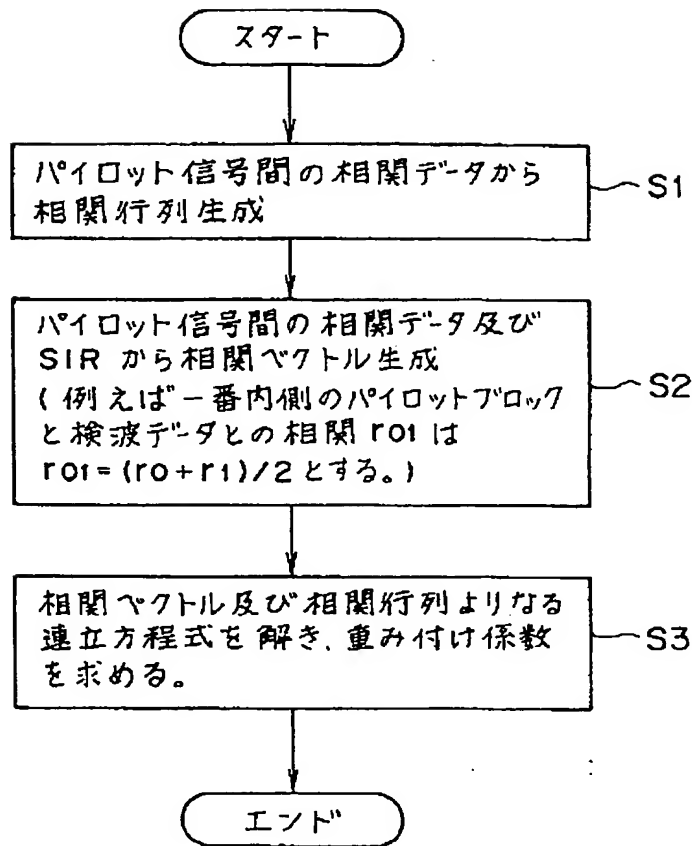 スタート
パイロット信号間の相関データから
相関行列生成
S1
パイロット信号間の相関データ及び
SIR から相関ベクトル生成
(例えば一番内側のパイロットブロック
と検波データとの相関 r01 は
r01=(r0+r1)/2 とする。)
S2
相関ベクトル及び相関行列よりなる
連立方程式を解き、重み付け係数
を求める。
S3
エンド